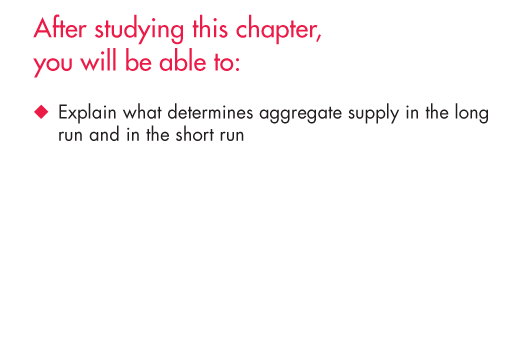 After studying this chapter,
you will be able to:
Explain what determines aggregate supply in the long
run and in the short run